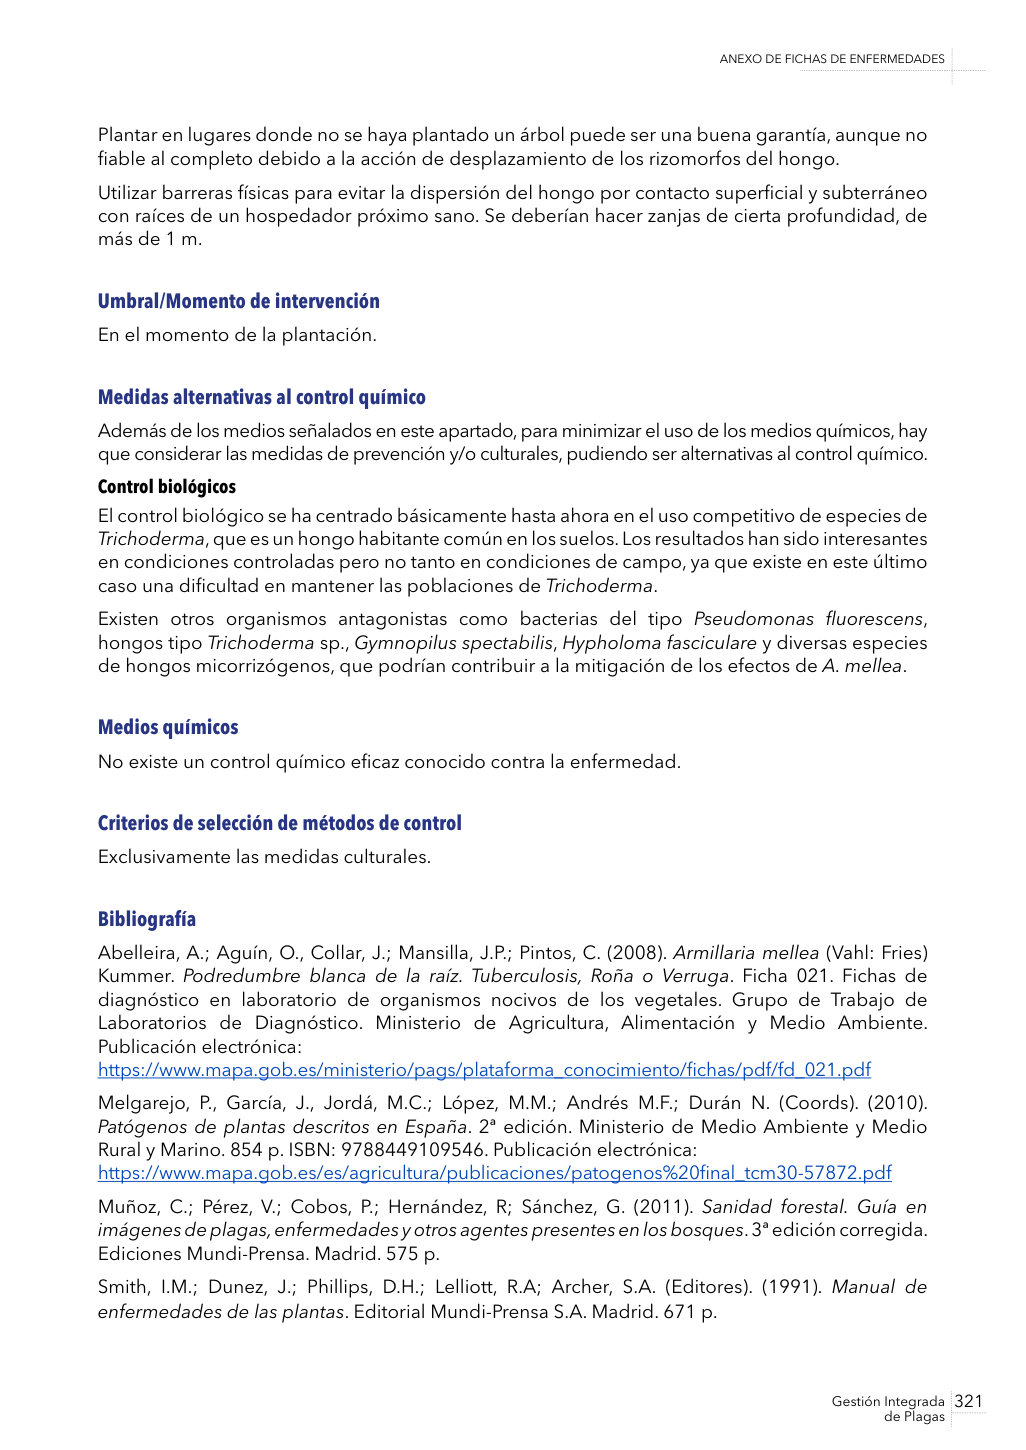 ANEXO DE FICHAS DE ENFERMEDADES
Plantar en lugares donde no se haya plantado un árbol puede ser una buena garantía, aunque no
fiable al completo debido a la acción de desplazamiento de los rizomorfos del hongo.
Utilizar barreras físicas para evitar la dispersión del hongo por contacto superficial y subterráneo
con raíces de un hospedador próximo sano. Se deberían hacer zanjas de cierta profundidad, de
más de 1 m.
Umbral/Momento de intervención
En el momento de la plantación.
Medidas alternativas al control químico
Además de los medios señalados en este apartado, para minimizar el uso de los medios químicos, hay
que considerar las medidas de prevención y/o culturales, pudiendo ser alternativas al control químico.
Control biológicos
El control biológico se ha centrado básicamente hasta ahora en el uso competitivo de especies de
Trichoderma, que es un hongo habitante común en los suelos. Los resultados han sido interesantes
en condiciones controladas pero no tanto en condiciones de campo, ya que existe en este último
caso una dificultad en mantener las poblaciones de Trichoderma.
Existen otros organismos antagonistas como bacterias del tipo Pseudomonas fluorescens,
hongos tipo Trichoderma sp., Gymnopilus spectabilis, Hypholoma fasciculare y diversas especies
de hongos micorrizógenos, que podrían contribuir a la mitigación de los efectos de A. mellea.
Medios químicos
No existe un control químico eficaz conocido contra la enfermedad.
Criterios de selección de métodos de control
Exclusivamente las medidas culturales.
Bibliografía
Abelleira, A.; Aguín, O., Collar, J.; Mansilla, J.P.; Pintos, C. (2008). Armillaria mellea (Vahl: Fries)
Kummer. Podredumbre blanca de la raíz. Tuberculosis, Roña o Verruga. Ficha 021. Fichas de
diagnóstico en laboratorio de organismos nocivos de los vegetales. Grupo de Trabajo de
Laboratorios de Diagnóstico. Ministerio de Agricultura, Alimentación y Medio Ambiente.
Publicación electrónica:
https://www.mapa.gob.es/ministerio/pags/plataforma_conocimiento/fichas/pdf/fd_021.pdf
Melgarejo, P., García, J., Jordá, M.C.; López, M.M.; Andrés M.F.; Durán N. (Coords). (2010).
Patógenos de plantas descritos en España. 2ª edición. Ministerio de Medio Ambiente y Medio
Rural y Marino. 854 p. ISBN: 9788449109546. Publicación electrónica:
https://www.mapa.gob.es/es/agricultura/publicaciones/patogenos%20final_tcm30-57872.pdf
Muñoz, C.; Pérez, V.; Cobos, P.; Hernández, R; Sánchez, G. (2011). Sanidad forestal. Guía en
imágenes de plagas, enfermedades y otros agentes presentes en los bosques. 3ª edición corregida.
Ediciones Mundi-Prensa. Madrid. 575 p.
Smith, I.M.; Dunez, J.; Phillips, D.H.; Lelliott, R.A; Archer, S.A. (Editores). (1991). Manual de
enfermedades de las plantas. Editorial Mundi-Prensa S.A. Madrid. 671 p.
Gestión Integrada 321
de Plagas